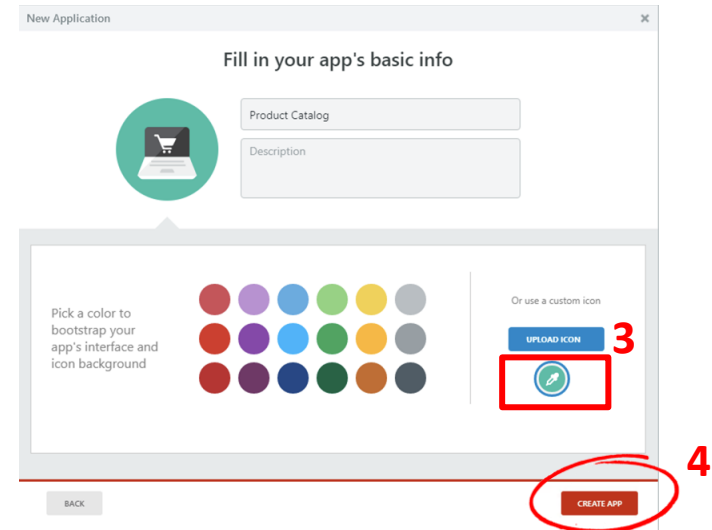 New Application
Fill in your app's basic info
Product Catalog
Description
Pick a color to
bootstrap your
app's interface and
icon background
Or use a custom icon
UPLOAD ICON
3
4
BACK
CREATE APP